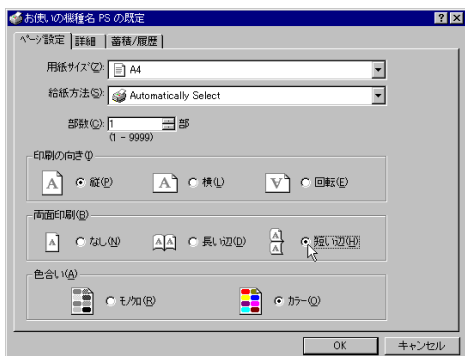 お使いの機種名 PS の既定
ページ設定 詳細 蓄積/履歴
用紙サイズ(Z): A4
給紙方法(S): Automatically Select
部数(C): 1 部
(1 - 9999)
印刷の向き(I)
A 縦(P) A 横(L) A 回転(E)
両面印刷(B)
A なし(N) A A 長い辺(D) A A 短い辺(H)
色合い(A)
モノクロ(R) カラー(O)
OK キャンセル